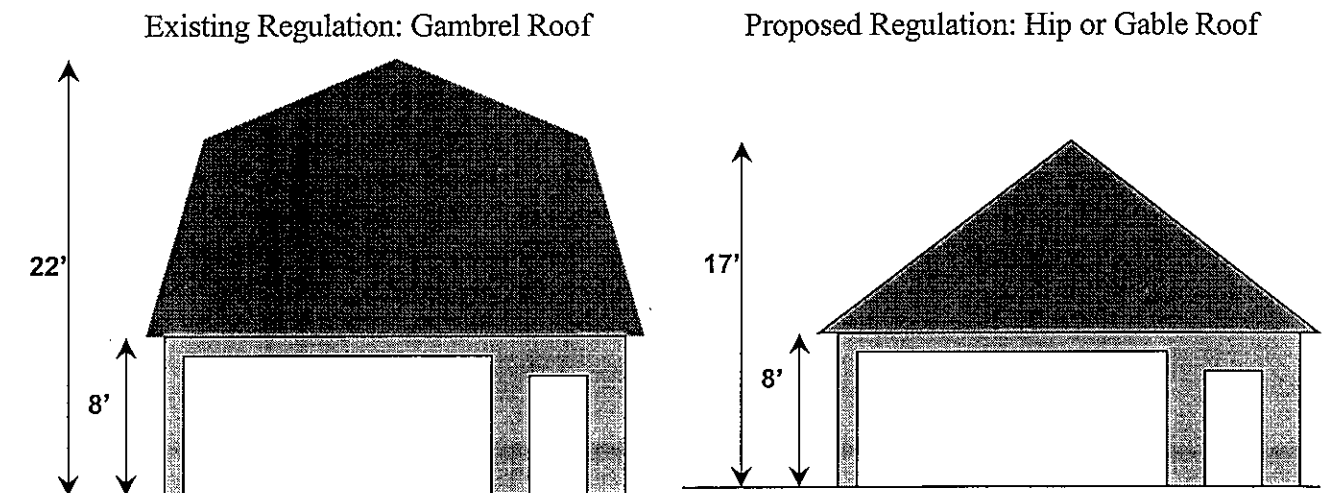 Existing Regulation: Gambrel Roof
Proposed Regulation: Hip or Gable Roof
22'
8'
17'
8'